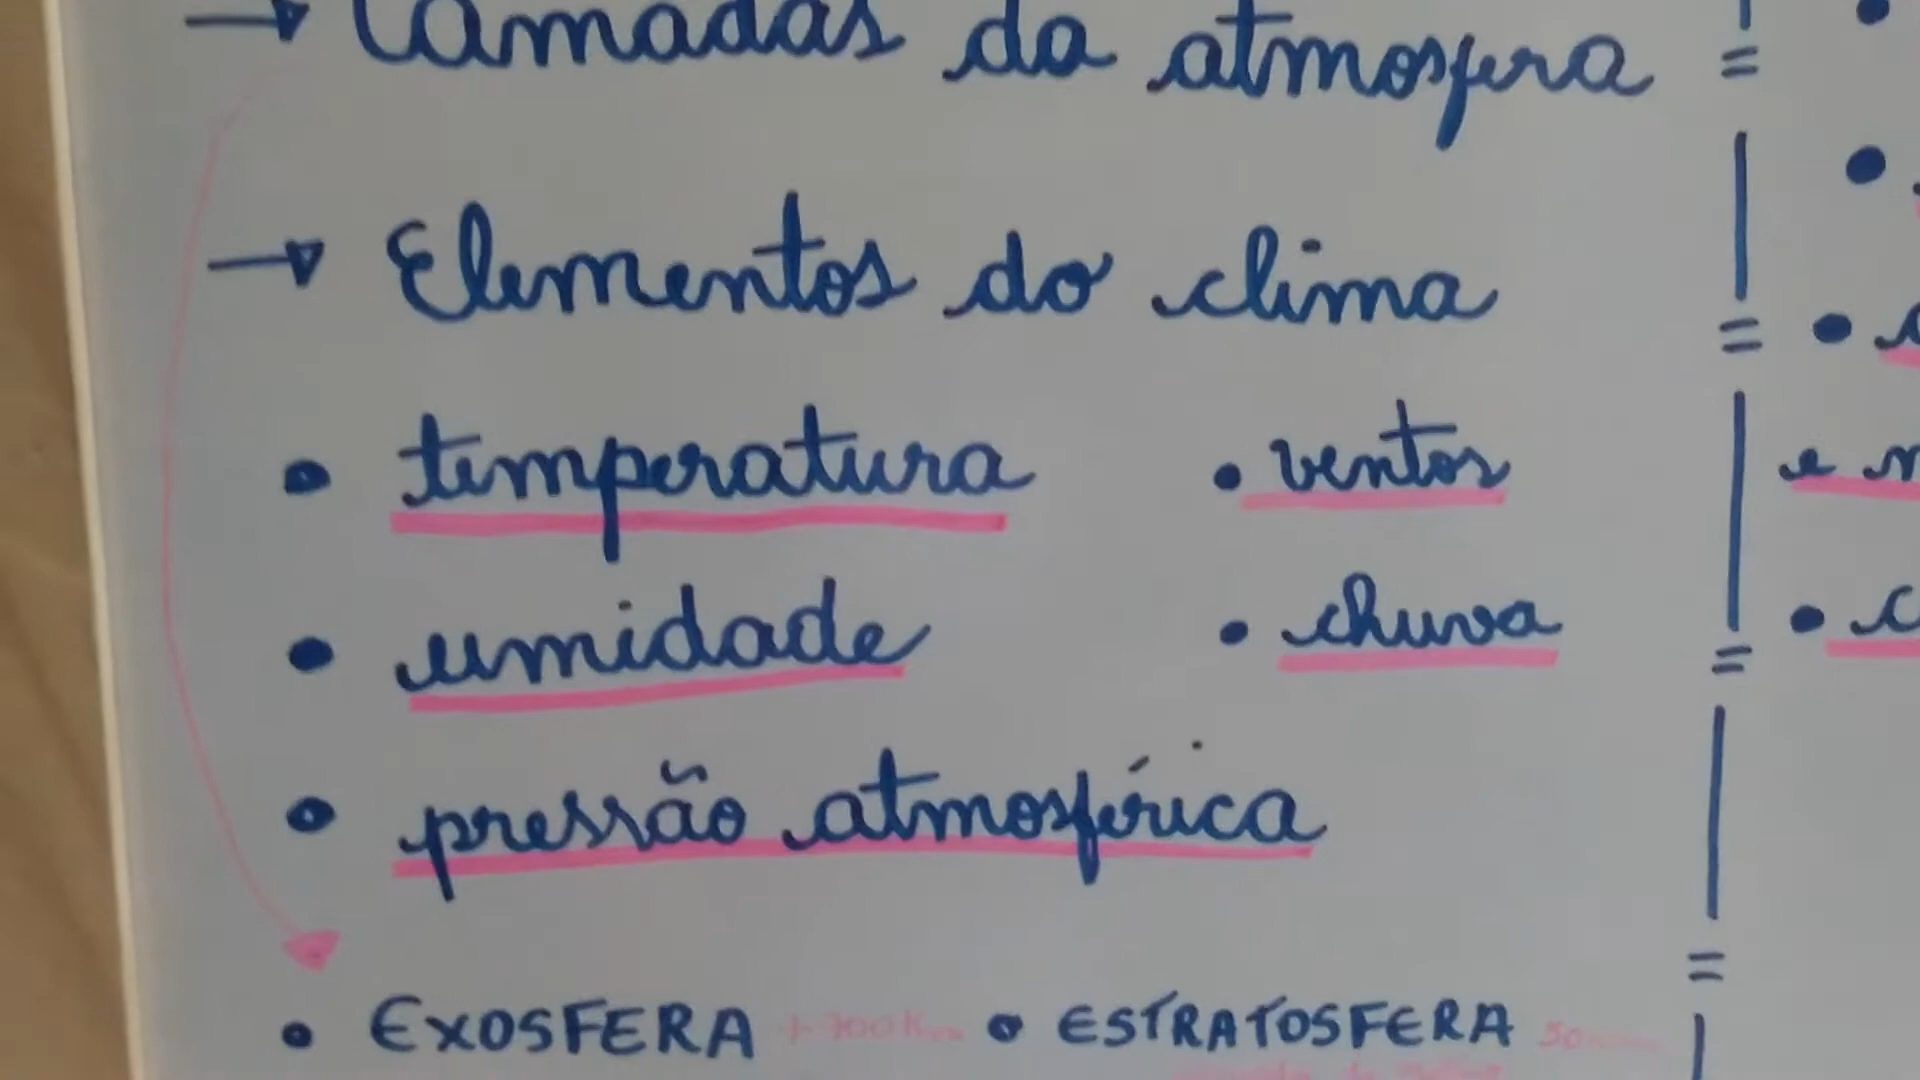 → Camadas da atmosfera
→ Elementos do clima
• temperatura • ventos
• umidade • chuva
• pressão atmosférica
• EXOSFERA • ESTRATOSFERA